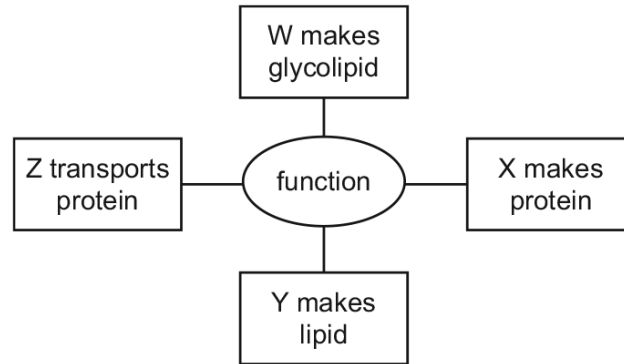 W makes
glycolipid
Z transports
protein
function
X makes
protein
Y makes
lipid